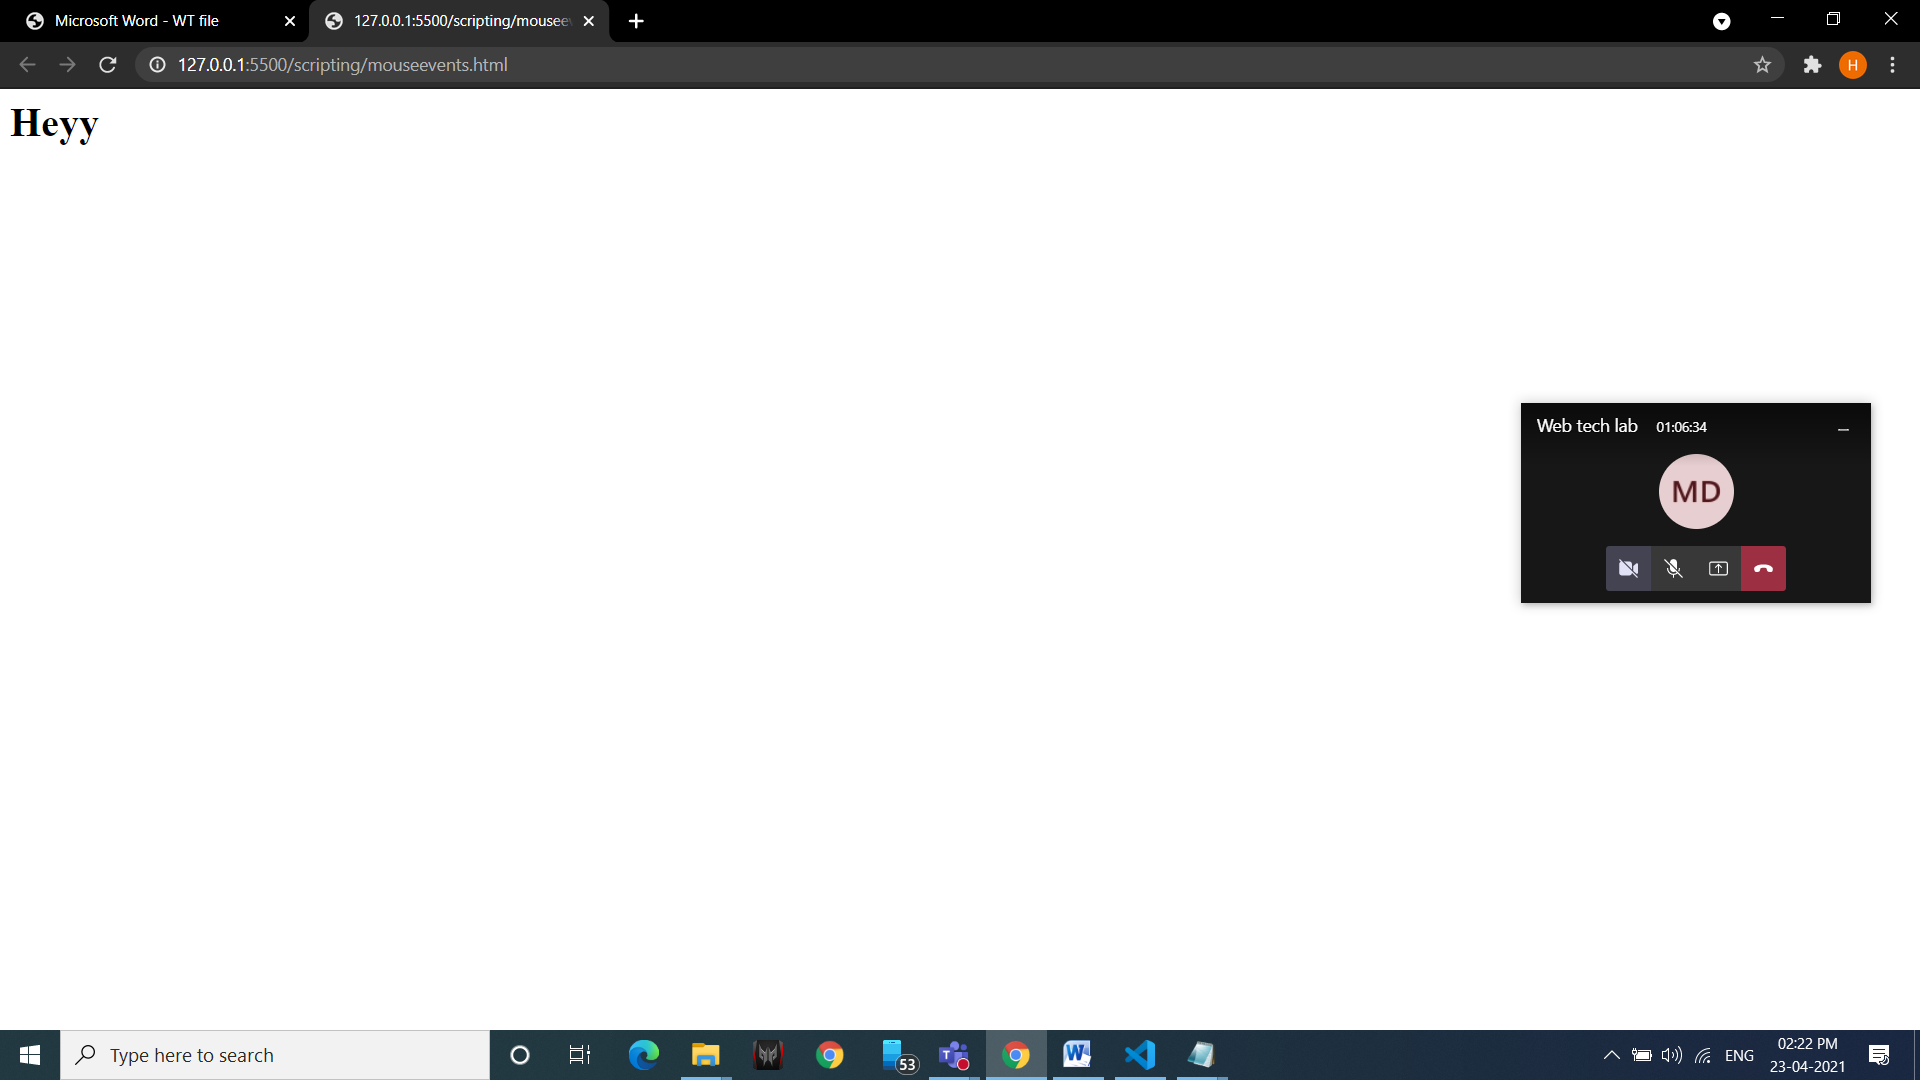 Microsoft Word - WT file
127.0.0.1:5500/scripting/mousee
127.0.0.1:5500/scripting/mouseevents.html
H
Heyy
Web tech lab 01:06:34
MD
Type here to search
53
T
W
ENG
02:22 PM
23-04-2021